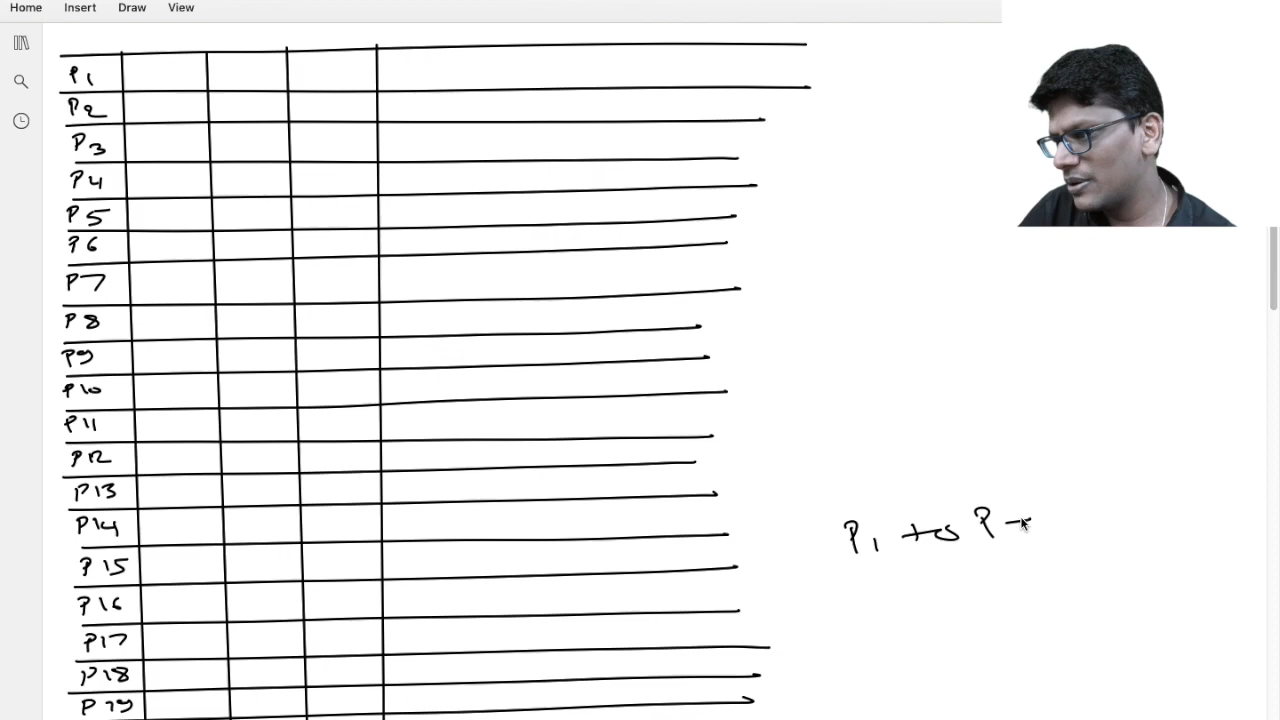 Home Insert Draw View
P1
P2
P3
P4
P5
P6
P7
P8
P9
P10
P11
P12
P13
P14
P15
P16
P17
P18
P19
P1 to P